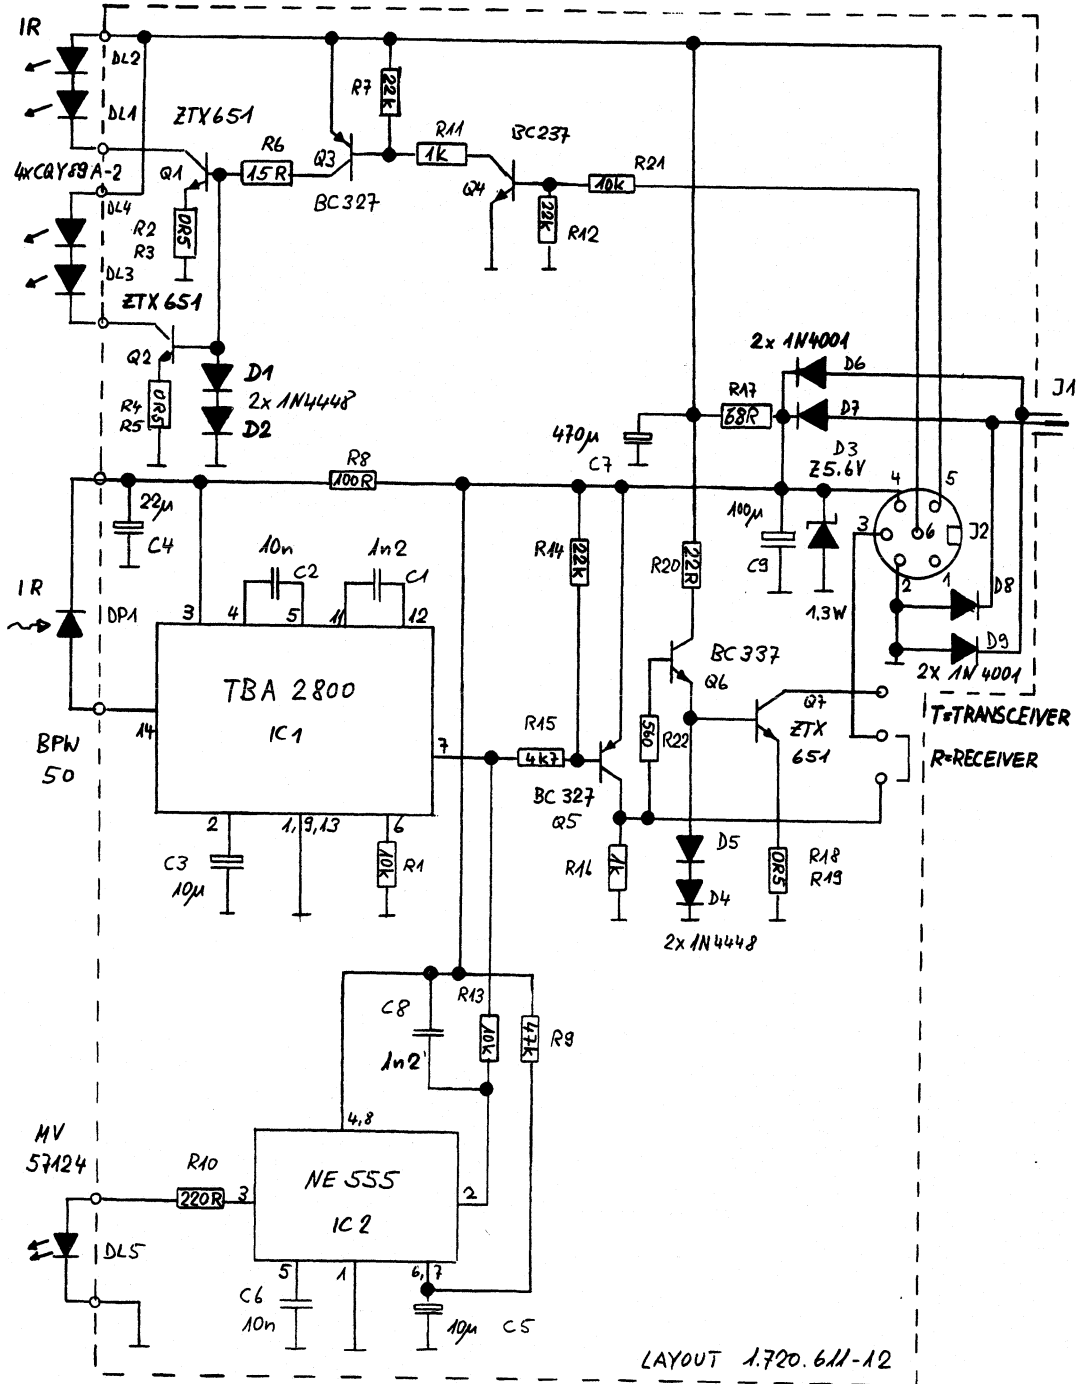 IR
DL2
DL1
ZTX651
R7
22k
R11
1k
BC237
R6
15R
Q3
BC327
Q1
Q4
R21
10k
4xCQY89A-2
DL4
R2
R3
0R5
22k
R12
DL3
ZTX651
Q2
R4
R5
0R5
D1
2x1N4448
D2
2x 1N4001
D6
R17
68R
D7
J1
470µ
C7
D3
Z5.6V
R8
100R
22µ
C4
10n
C2
1n2
C1
R14
22k
R20
22R
100µ
C9
1.3W
4
5
3
6
J2
2
1
D8
D9
2x 1N4001
IR
DP1
3
4
5
11
12
TBA 2800
IC1
14
7
2
1,9,13
6
BPW
50
C3
10µ
10k
R1
R15
4k7
BC327
Q5
560
R22
BC337
Q6
Q7
ZTX
651
T=TRANSCEIVER
R=RECEIVER
R16
1k
D5
D4
2x1N4448
0R5
R18
R19
C8
1n2
R13
10k
47k
R9
4,8
MV
57124
R10
220R
3
NE 555
IC2
2
DL5
5
1
6,7
C6
10n
10µ
C5
LAYOUT 1.720.611-12